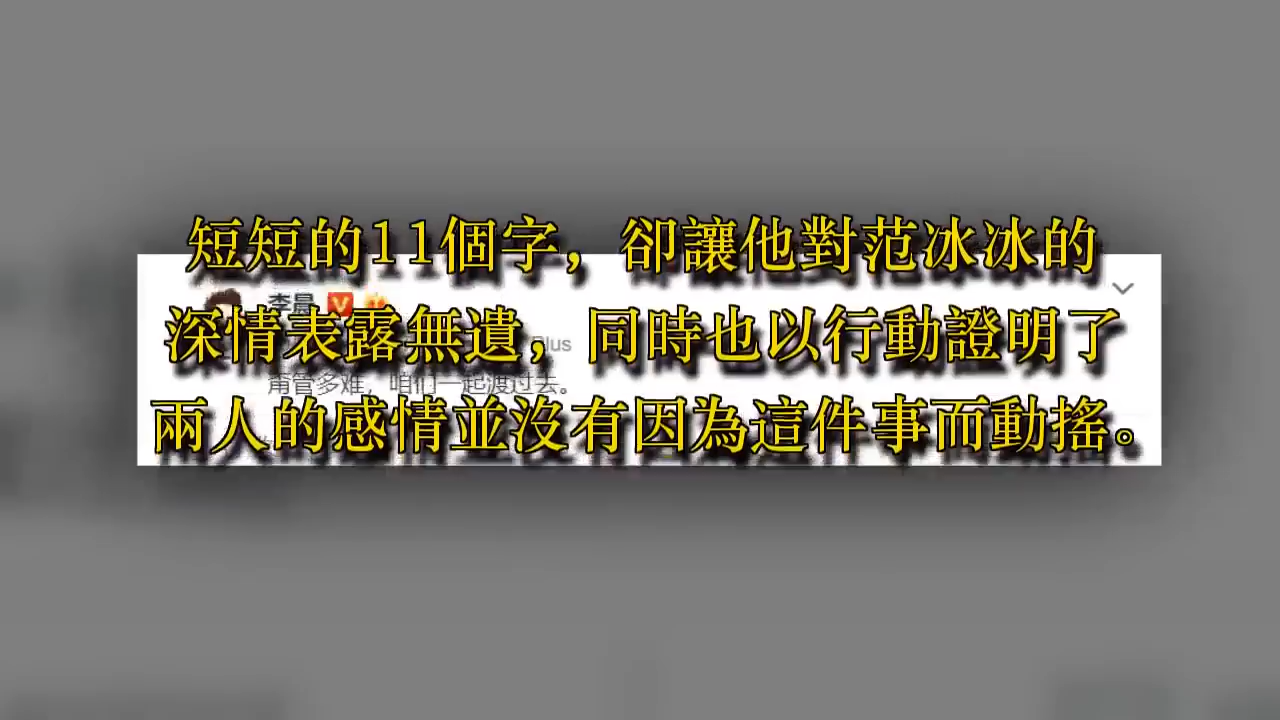 短短的11個字，卻讓他對范冰冰的
李晨
深情表露無遺，同時也以行動證明了
Plus
甭管多难，咱们一起渡过去。
兩人的感情並沒有因為這件事而動搖。